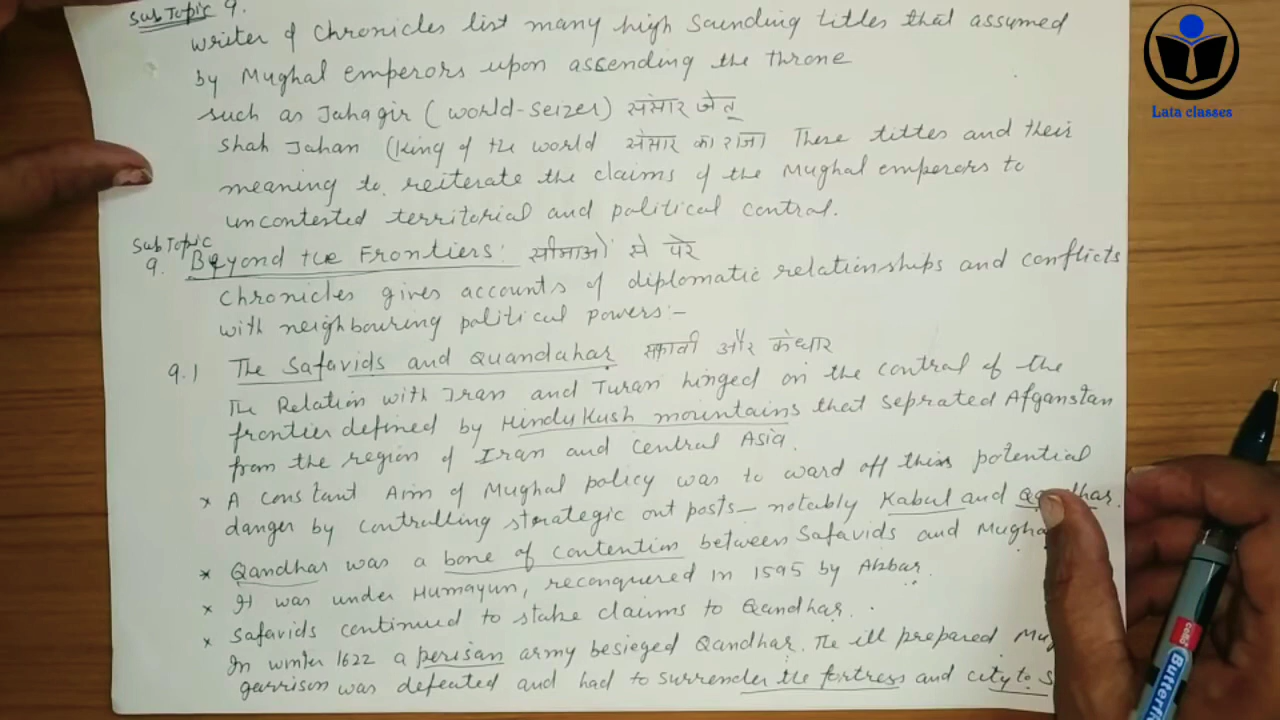 Sub Topic 9.
writer of chronicles list many high sounding titles that assumed
by Mughal emperors upon ascending the throne
such as Jahagir (world-seizer) संसार जेतू
Shah Jahan (King of the world संसार का राजा These tittes and their
meaning to reiterate the claims of the Mughal emperors to
uncontested territorial and political control.
Sub Topic
9. Beyond the Frontiers: सीमाओं से परे
Chronicles gives accounts of diplomatic relationships and conflicts
with neighbouring political powers:-
9.1 The Safavids and Quandahar सफावी और कंधार
The Relation with Iran and Turan hinged on the control of the
frontier defined by Hindu Kush mountains that seprated Afganstan
from the region of Iran and Central Asia.
* A constant Aim of Mughal policy was to ward off this potential
danger by controlling strategic out posts - notably Kabul and
* Qandhar was a bone of contention between Safavids and Mugha
* It was under Humayun, reconquered in 1595 by Akbar.
* Safavids continued to stake claims to Qandhar.
In winter 1622 a perisan army besieged Qandhar. The ill prepared
garrison was defeated and had to surrender the fortress and city to S
Lata classes
cello
Butterfl